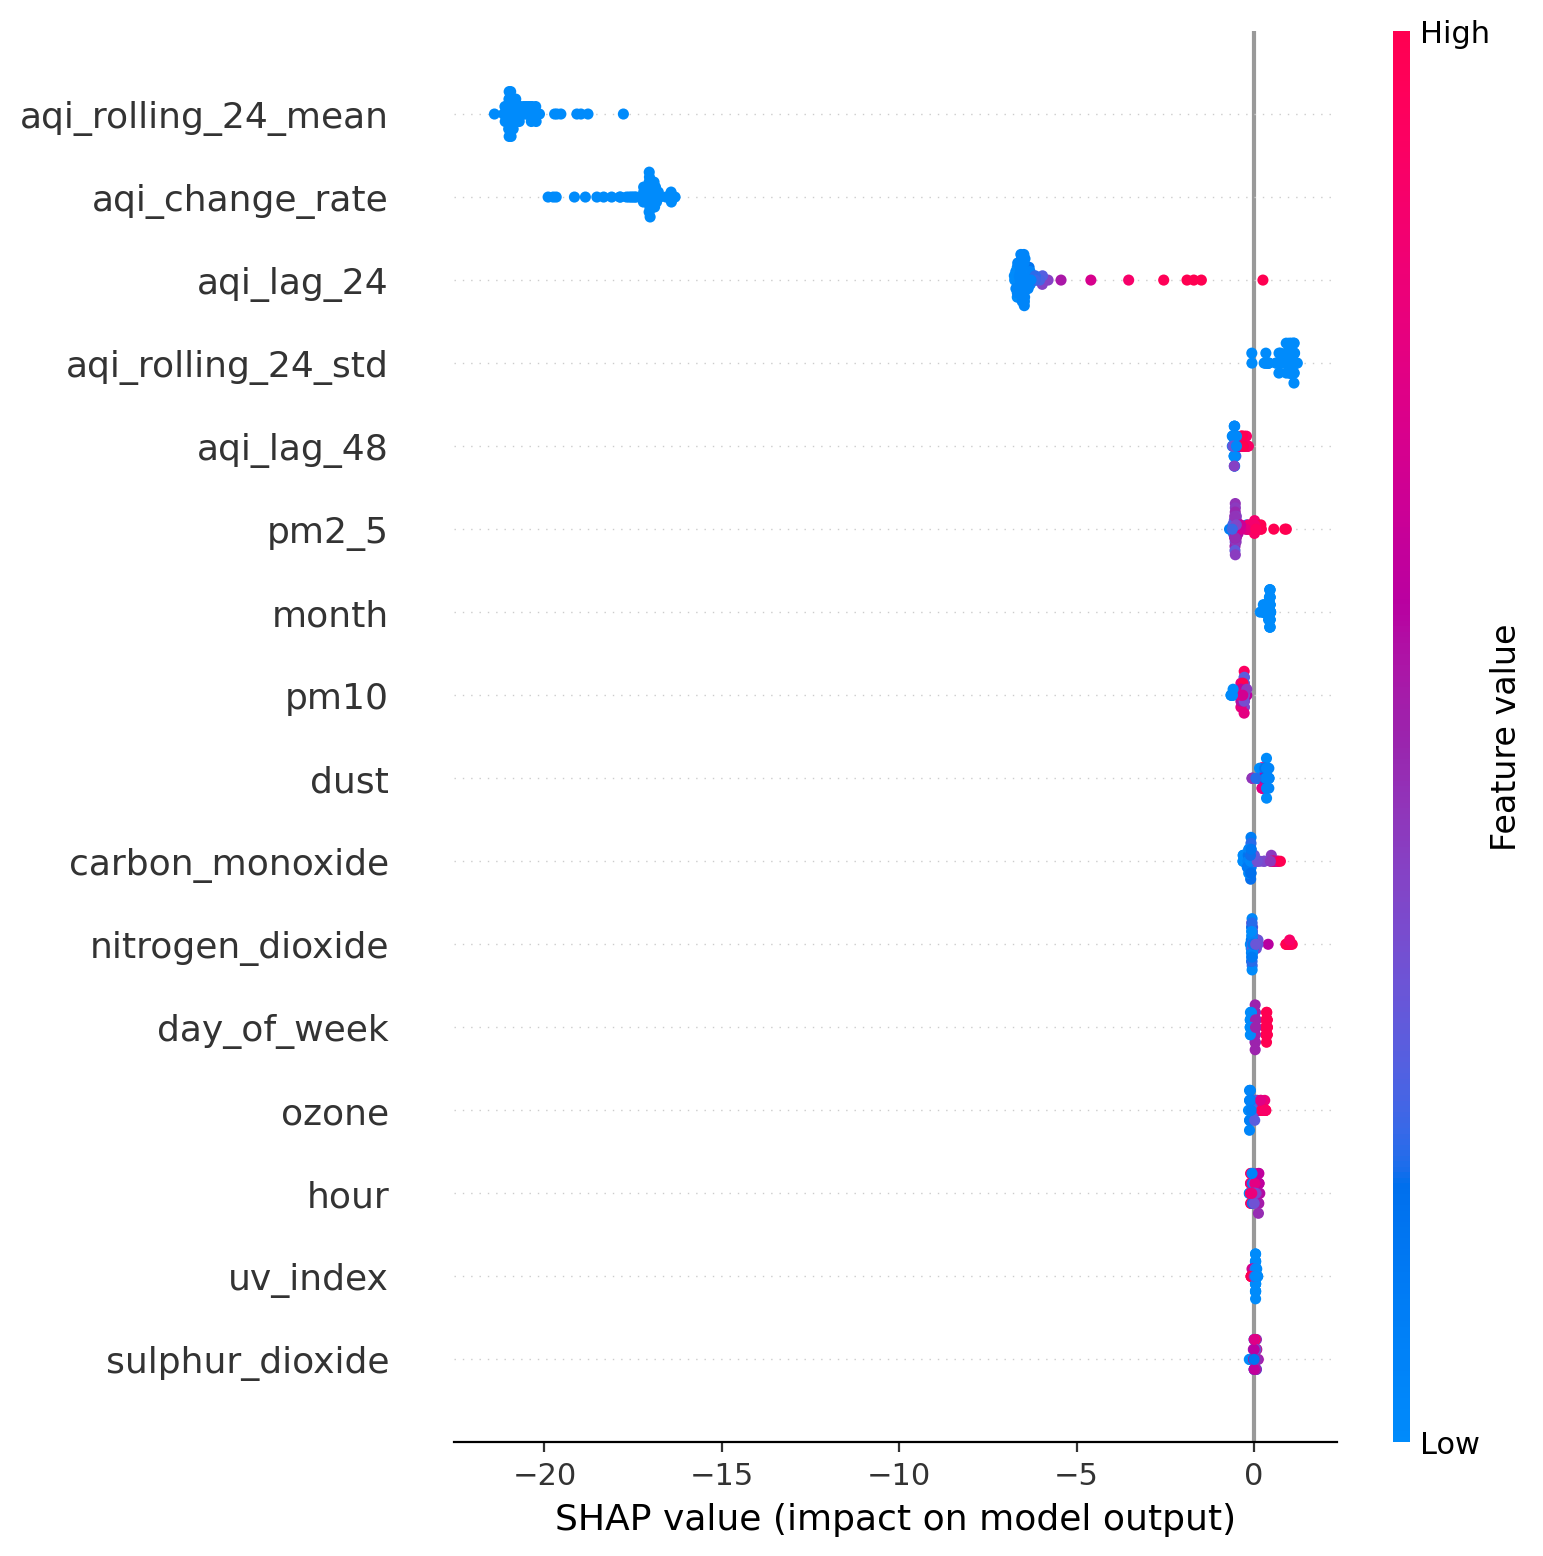 High
aqi_rolling_24_mean
aqi_change_rate
aqi_lag_24
aqi_rolling_24_std
aqi_lag_48
pm2_5
month
pm10
dust
carbon_monoxide
nitrogen_dioxide
day_of_week
ozone
hour
uv_index
sulphur_dioxide
Feature value
Low
−20 −15 −10 −5 0
SHAP value (impact on model output)